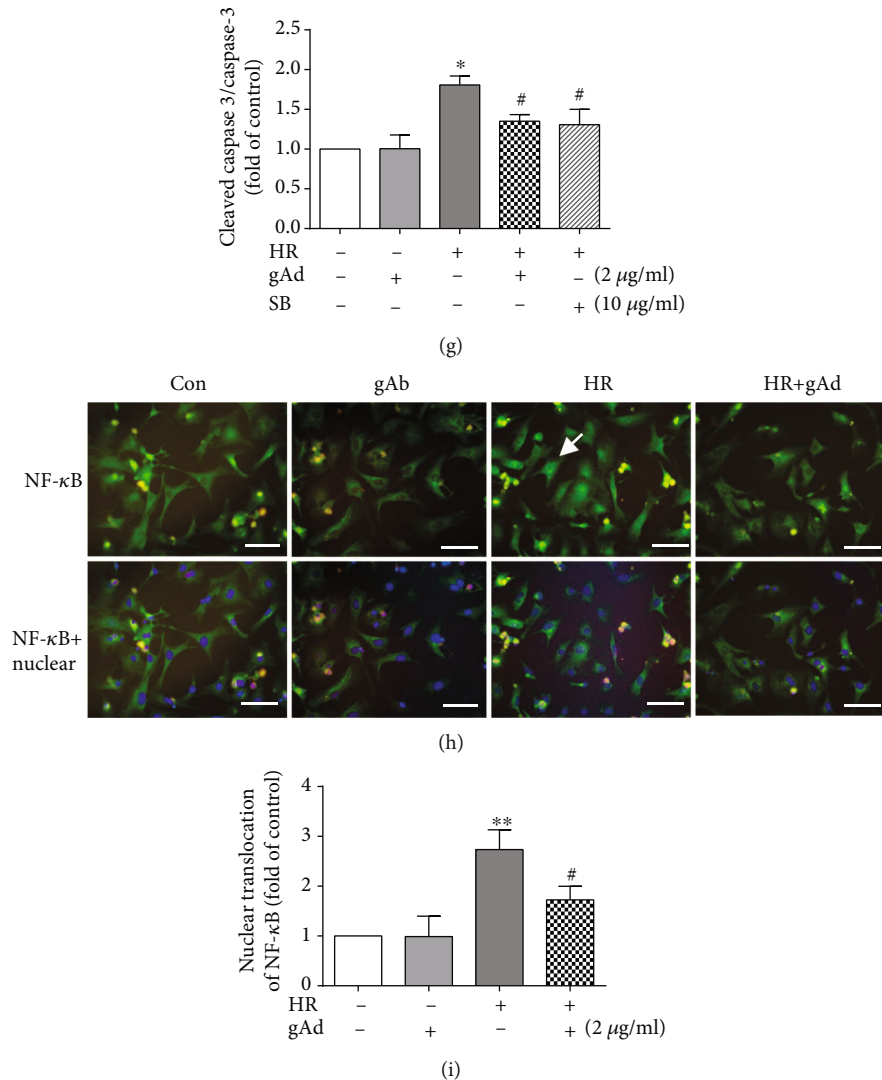 Cleaved caspase 3/caspase-3
(fold of control)
2.5
2.0
1.5
1.0
0.5
0.0
*
#
#
HR – – + + +
gAd – + – + – (2 μg/ml)
SB – – – – + (10 μg/ml)
(g)
Con gAb HR HR+gAd
NF-κB
NF-κB+
nuclear
(h)
Nuclear translocation
of NF-κB (fold of control)
4
3
2
1
0
**
#
HR – – + +
gAd – + – + (2 μg/ml)
(i)